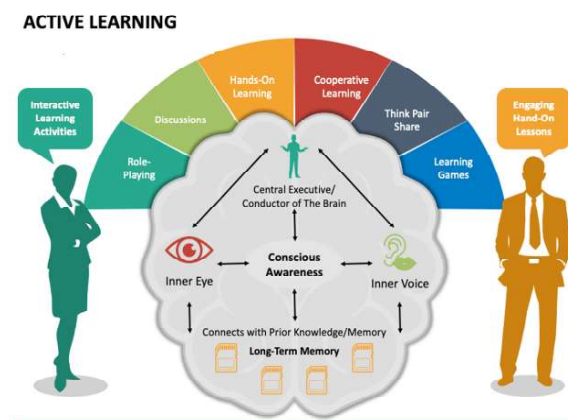 ACTIVE LEARNING
Interactive
Learning
Activities
Role-
Playing
Discussions
Hands-On
Learning
Cooperative
Learning
Think Pair
Share
Learning
Games
Engaging
Hand-On
Lessons
Central Executive/
Conductor of The Brain
Inner Eye
Conscious
Awareness
Inner Voice
Connects with Prior Knowledge/Memory
Long-Term Memory